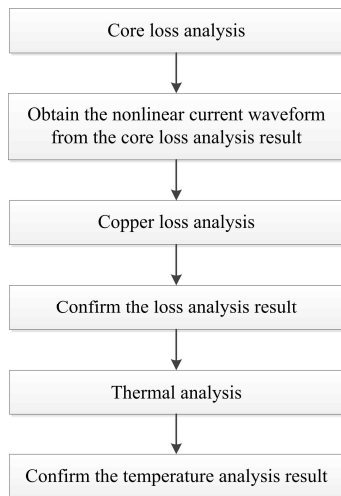 Core loss analysis
Obtain the nonlinear current waveform
from the core loss analysis result
Copper loss analysis
Confirm the loss analysis result
Thermal analysis
Confirm the temperature analysis result